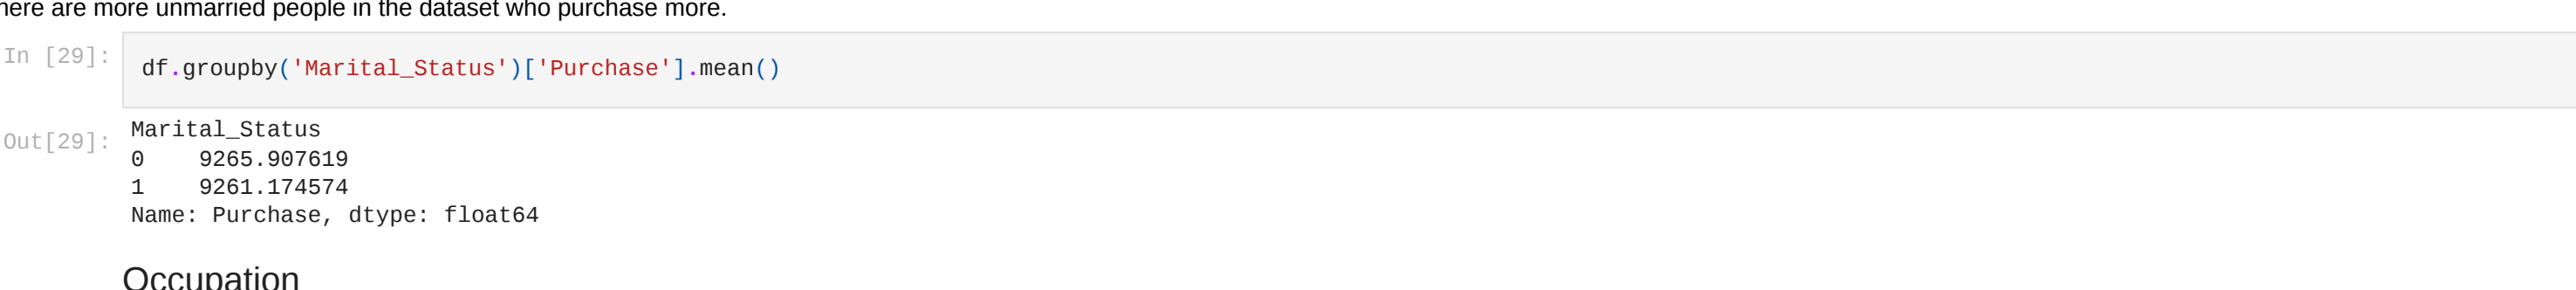 here are more unmarried people in the dataset who purchase more.
In [29]:
df.groupby('Marital_Status')['Purchase'].mean()
Out[29]:
Marital_Status
0    9265.907619
1    9261.174574
Name: Purchase, dtype: float64
Occupation